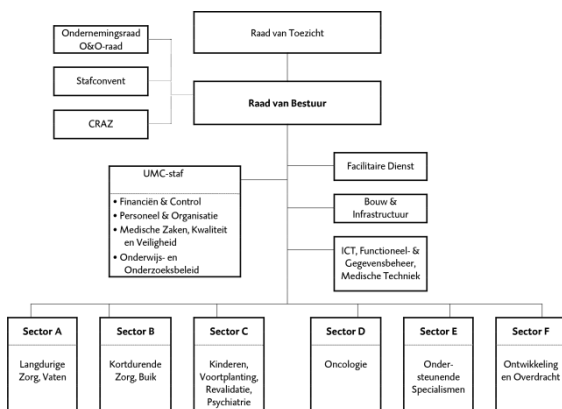 Ondernemingsraad
O&O-raad
Raad van Toezicht
Stafconvent
Raad van Bestuur
CRAZ
UMC-staf
• Financiën & Control
• Personeel & Organisatie
• Medische Zaken, Kwaliteit
en Veiligheid
• Onderwijs- en
Onderzoeksbeleid
Facilitaire Dienst
Bouw &
Infrastructuur
ICT, Functioneel- &
Gegevensbeheer,
Medische Techniek
Sector A
Langdurige
Zorg, Vaten
Sector B
Kortdurende
Zorg, Buik
Sector C
Kinderen,
Voortplanting,
Revalidatie,
Psychiatrie
Sector D
Oncologie
Sector E
Onder-
steunende
Specialismen
Sector F
Ontwikkeling
en Overdracht